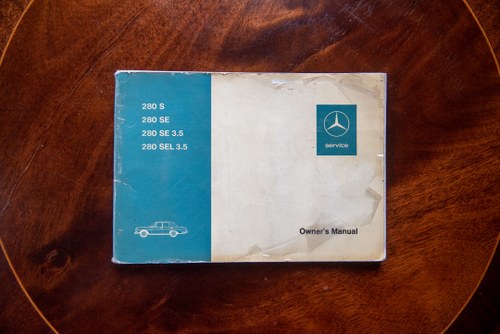 280 S
280 SE
280 SE 3.5
280 SEL 3.5
service
Owner's Manual